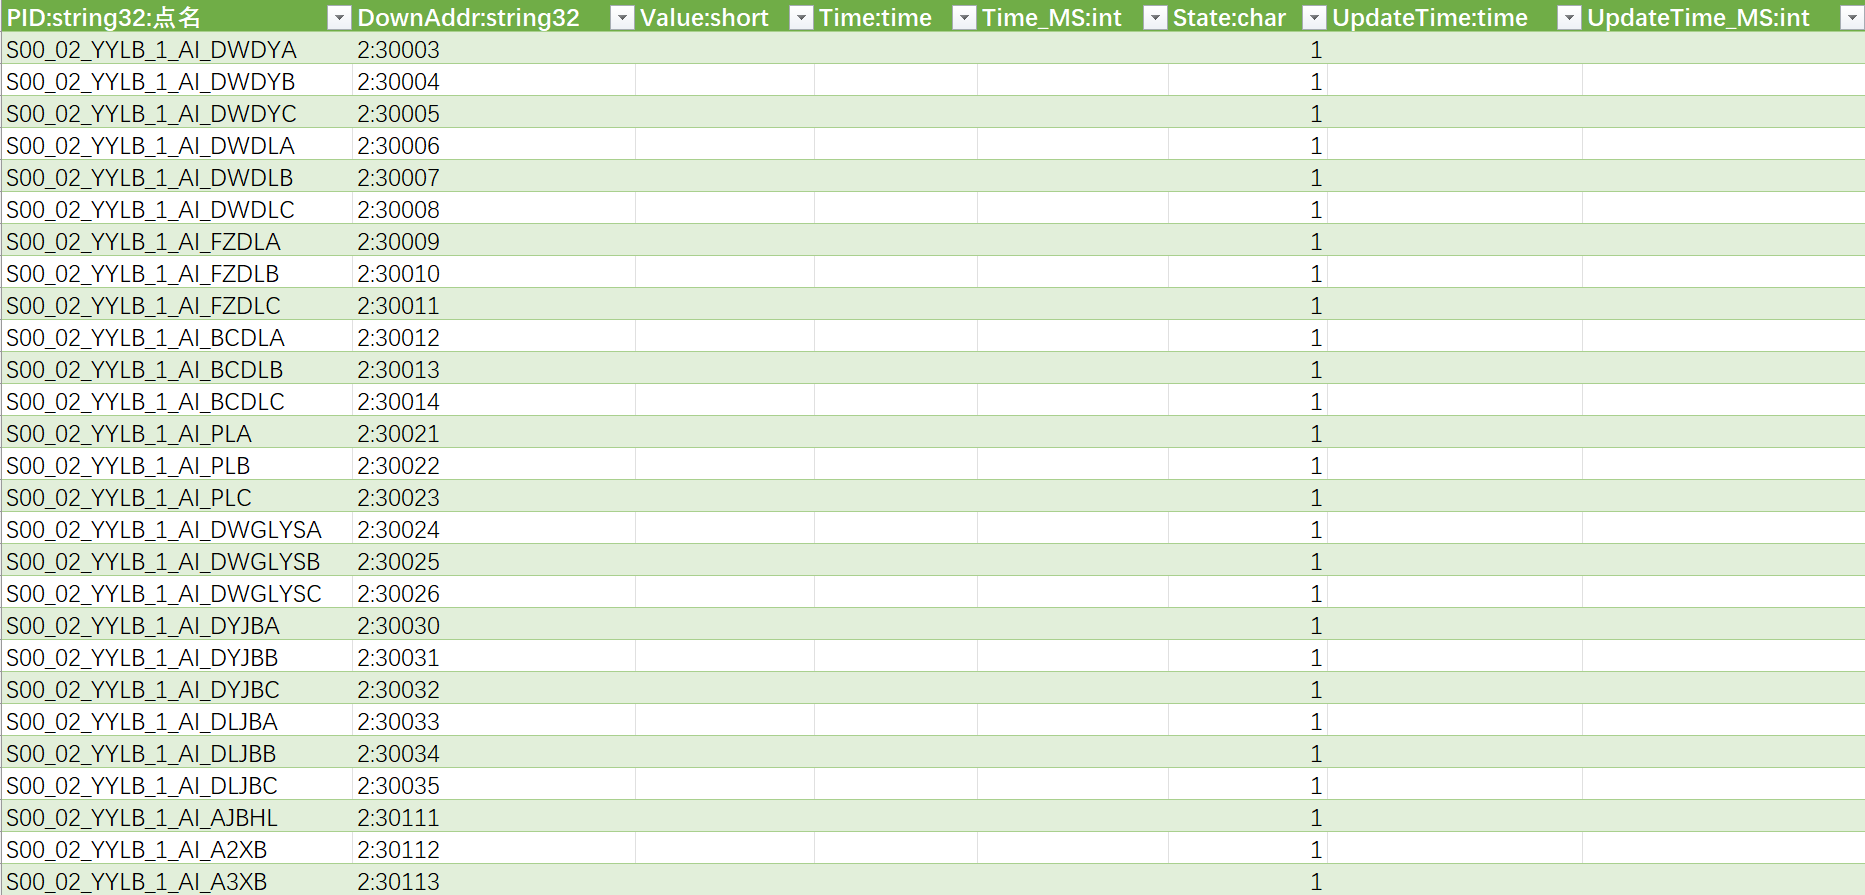 PID:string32:点名 DownAddr:string32 Value:short Time:time Time_MS:int State:char UpdateTime:time UpdateTime_MS:int
S00_02_YYLB_1_AI_DWDYA 2:30003 1
S00_02_YYLB_1_AI_DWDYB 2:30004 1
S00_02_YYLB_1_AI_DWDYC 2:30005 1
S00_02_YYLB_1_AI_DWDLA 2:30006 1
S00_02_YYLB_1_AI_DWDLB 2:30007 1
S00_02_YYLB_1_AI_DWDLC 2:30008 1
S00_02_YYLB_1_AI_FZDLA 2:30009 1
S00_02_YYLB_1_AI_FZDLB 2:30010 1
S00_02_YYLB_1_AI_FZDLC 2:30011 1
S00_02_YYLB_1_AI_BCDLA 2:30012 1
S00_02_YYLB_1_AI_BCDLB 2:30013 1
S00_02_YYLB_1_AI_BCDLC 2:30014 1
S00_02_YYLB_1_AI_PLA 2:30021 1
S00_02_YYLB_1_AI_PLB 2:30022 1
S00_02_YYLB_1_AI_PLC 2:30023 1
S00_02_YYLB_1_AI_DWGLYSA 2:30024 1
S00_02_YYLB_1_AI_DWGLYSB 2:30025 1
S00_02_YYLB_1_AI_DWGLYSC 2:30026 1
S00_02_YYLB_1_AI_DYJBA 2:30030 1
S00_02_YYLB_1_AI_DYJBB 2:30031 1
S00_02_YYLB_1_AI_DYJBC 2:30032 1
S00_02_YYLB_1_AI_DLJBA 2:30033 1
S00_02_YYLB_1_AI_DLJBB 2:30034 1
S00_02_YYLB_1_AI_DLJBC 2:30035 1
S00_02_YYLB_1_AI_AJBHL 2:30111 1
S00_02_YYLB_1_AI_A2XB 2:30112 1
S00_02_YYLB_1_AI_A3XB 2:30113 1